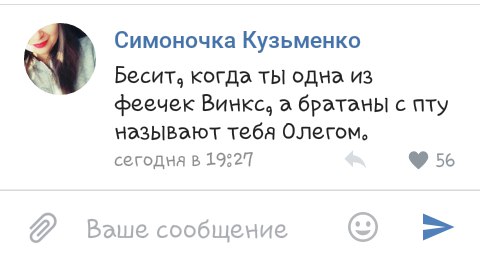 Симоночка Кузьменко
Бесит, когда ты одна из
феечек Винкс, а братаны с пту
называют тебя Олегом.
сегодня в 19:27
56
Ваше сообщение